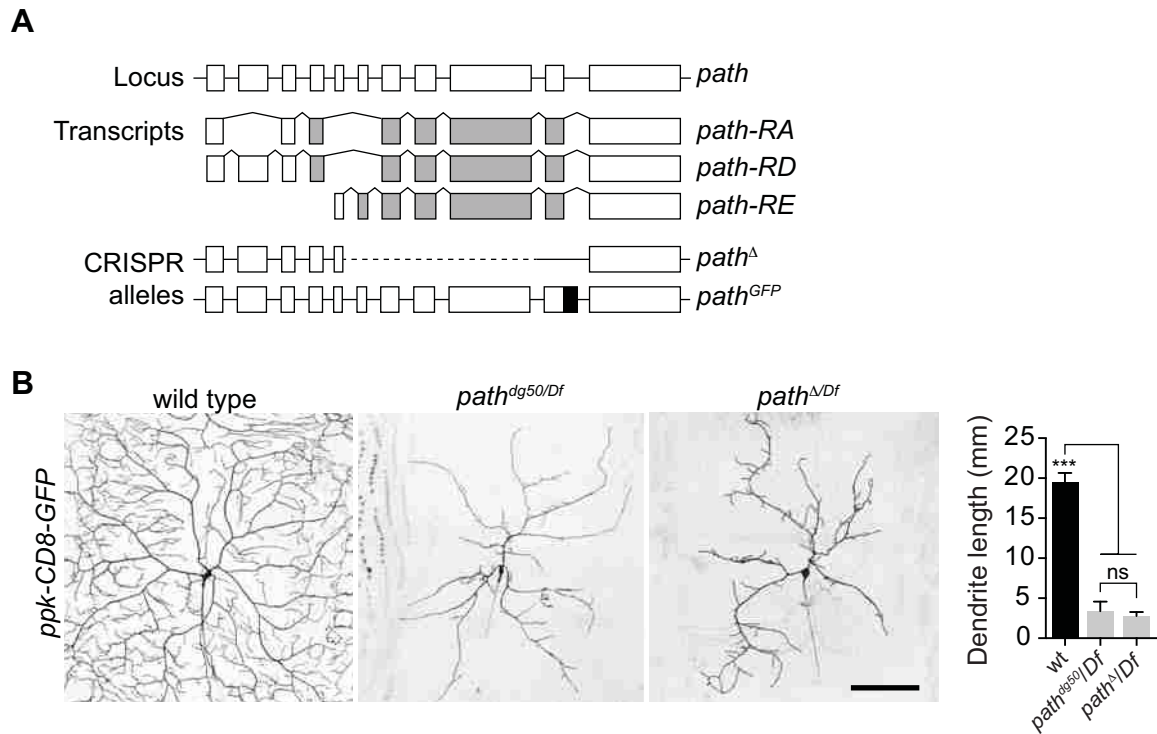 A
Locus path
Transcripts path-RA
path-RD
path-RE
CRISPR path^Δ
alleles path^GFP
B
wild type path^dg50/Df path^Δ/Df
ppk-CD8-GFP
Dendrite length (mm)
25
20
15
10
5
0
***
ns
wt
path^dg50/Df
path^Δ/Df